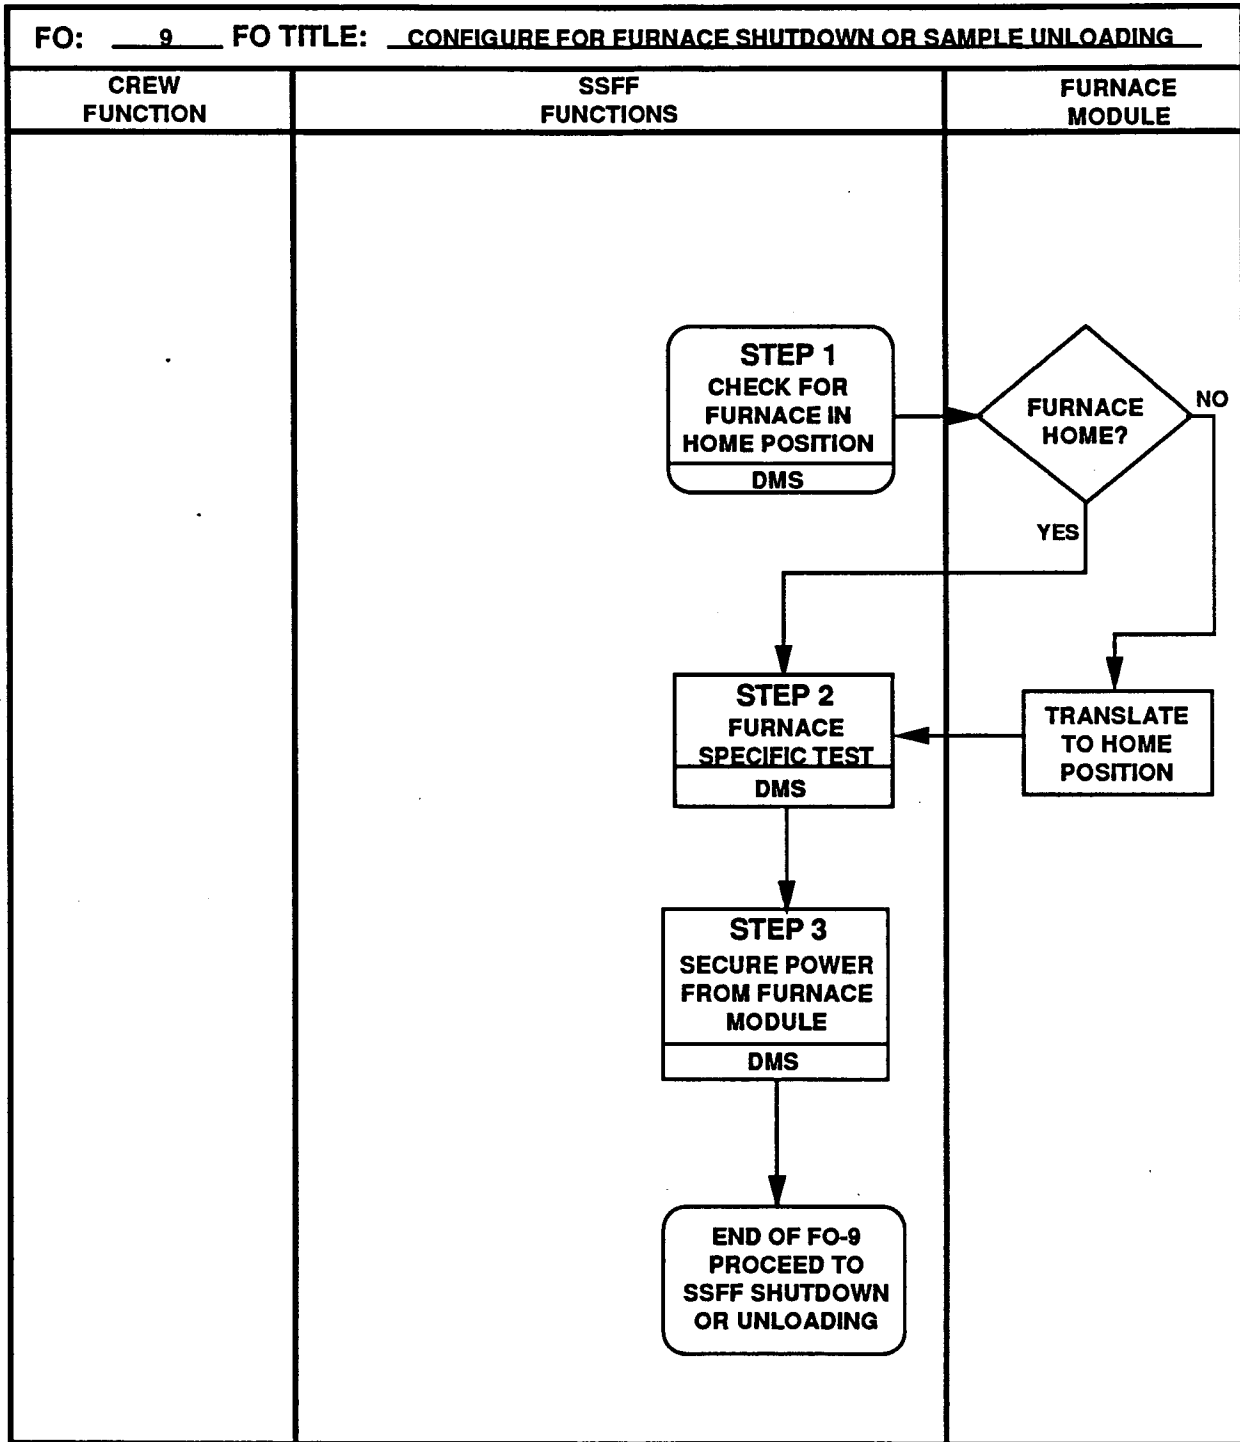 FO: 9 FO TITLE: CONFIGURE FOR FURNACE SHUTDOWN OR SAMPLE UNLOADING
CREW
FUNCTION
SSFF
FUNCTIONS
FURNACE
MODULE
STEP 1
CHECK FOR
FURNACE IN
HOME POSITION
DMS
FURNACE
HOME?
NO
YES
STEP 2
FURNACE
SPECIFIC TEST
DMS
TRANSLATE
TO HOME
POSITION
STEP 3
SECURE POWER
FROM FURNACE
MODULE
DMS
END OF FO-9
PROCEED TO
SSFF SHUTDOWN
OR UNLOADING